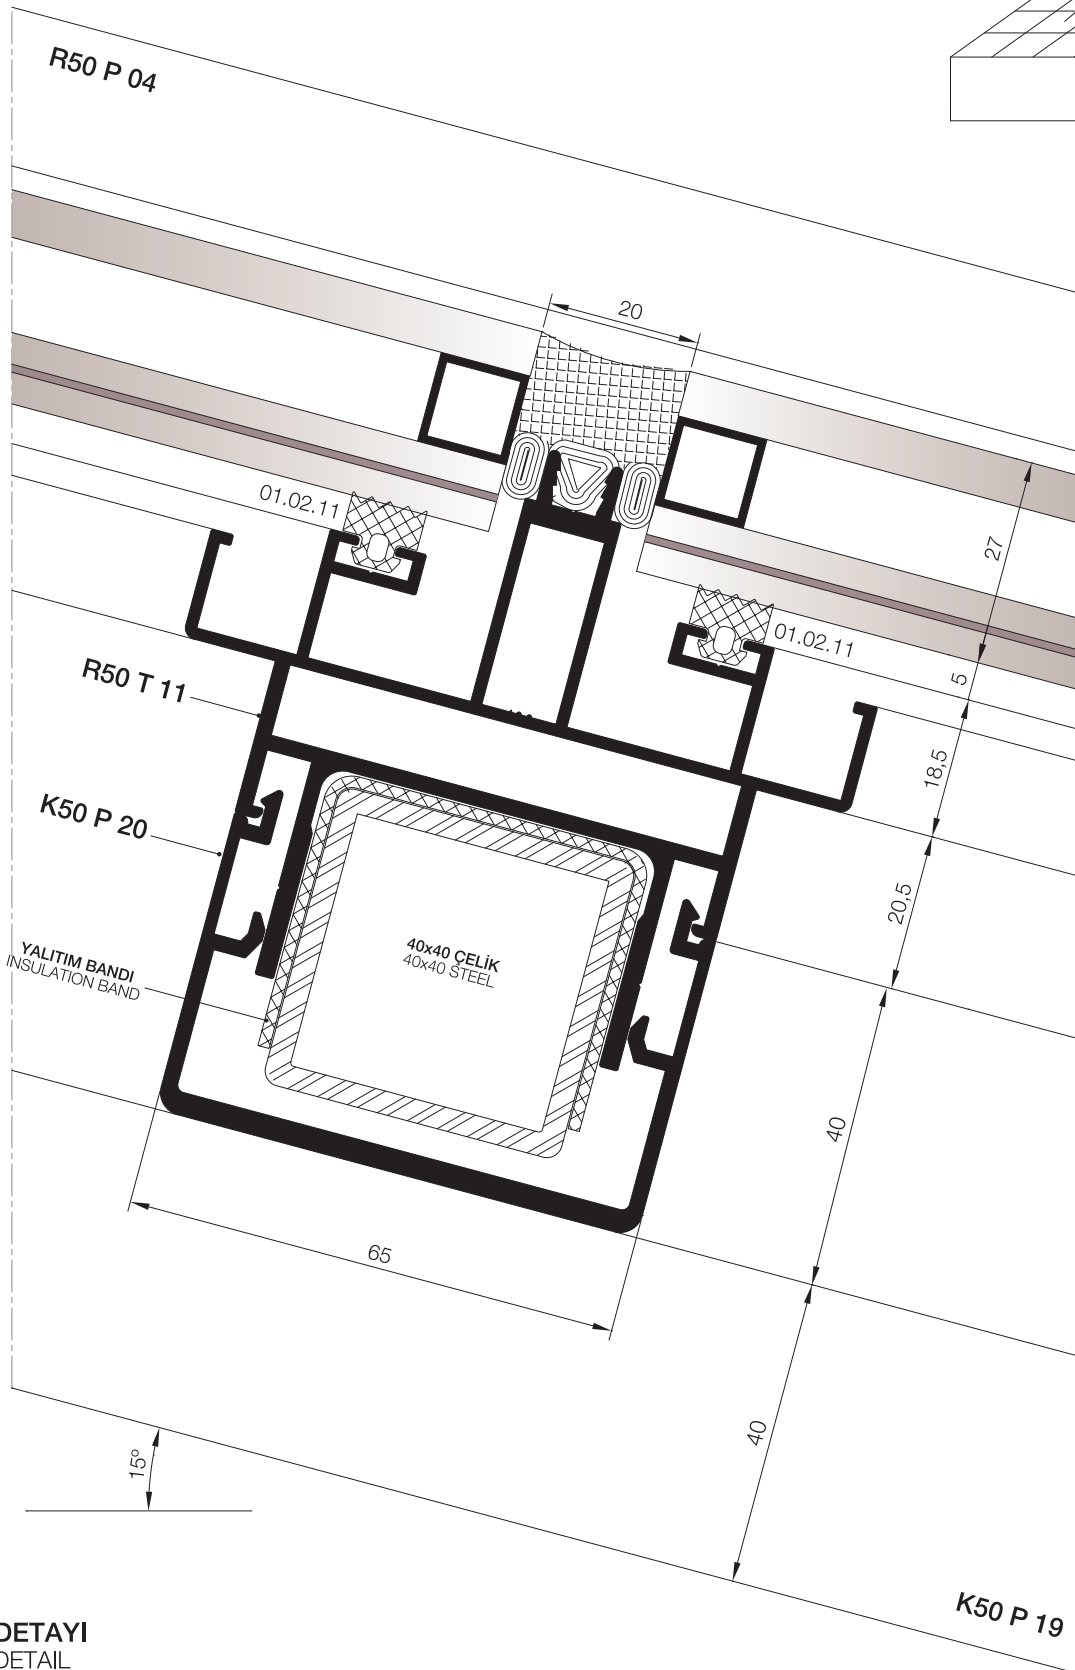 R50 P 04
20
01.02.11
27
01.02.11
R50 T 11
5
18,5
K50 P 20
20,5
YALITIM BANDI
INSULATION BAND
40x40 ÇELİK
40x40 STEEL
40
65
40
15°
K50 P 19
DETAYI
DETAIL